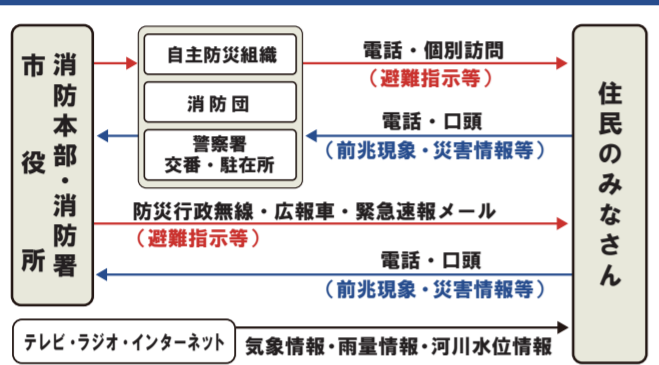 市役所
消防本部・消防署
自主防災組織
消防団
警察署
交番・駐在所
電話・個別訪問
（避難指示等）
電話・口頭
（前兆現象・災害情報等）
防災行政無線・広報車・緊急速報メール
（避難指示等）
電話・口頭
（前兆現象・災害情報等）
住民のみなさん
テレビ・ラジオ・インターネット
気象情報・雨量情報・河川水位情報